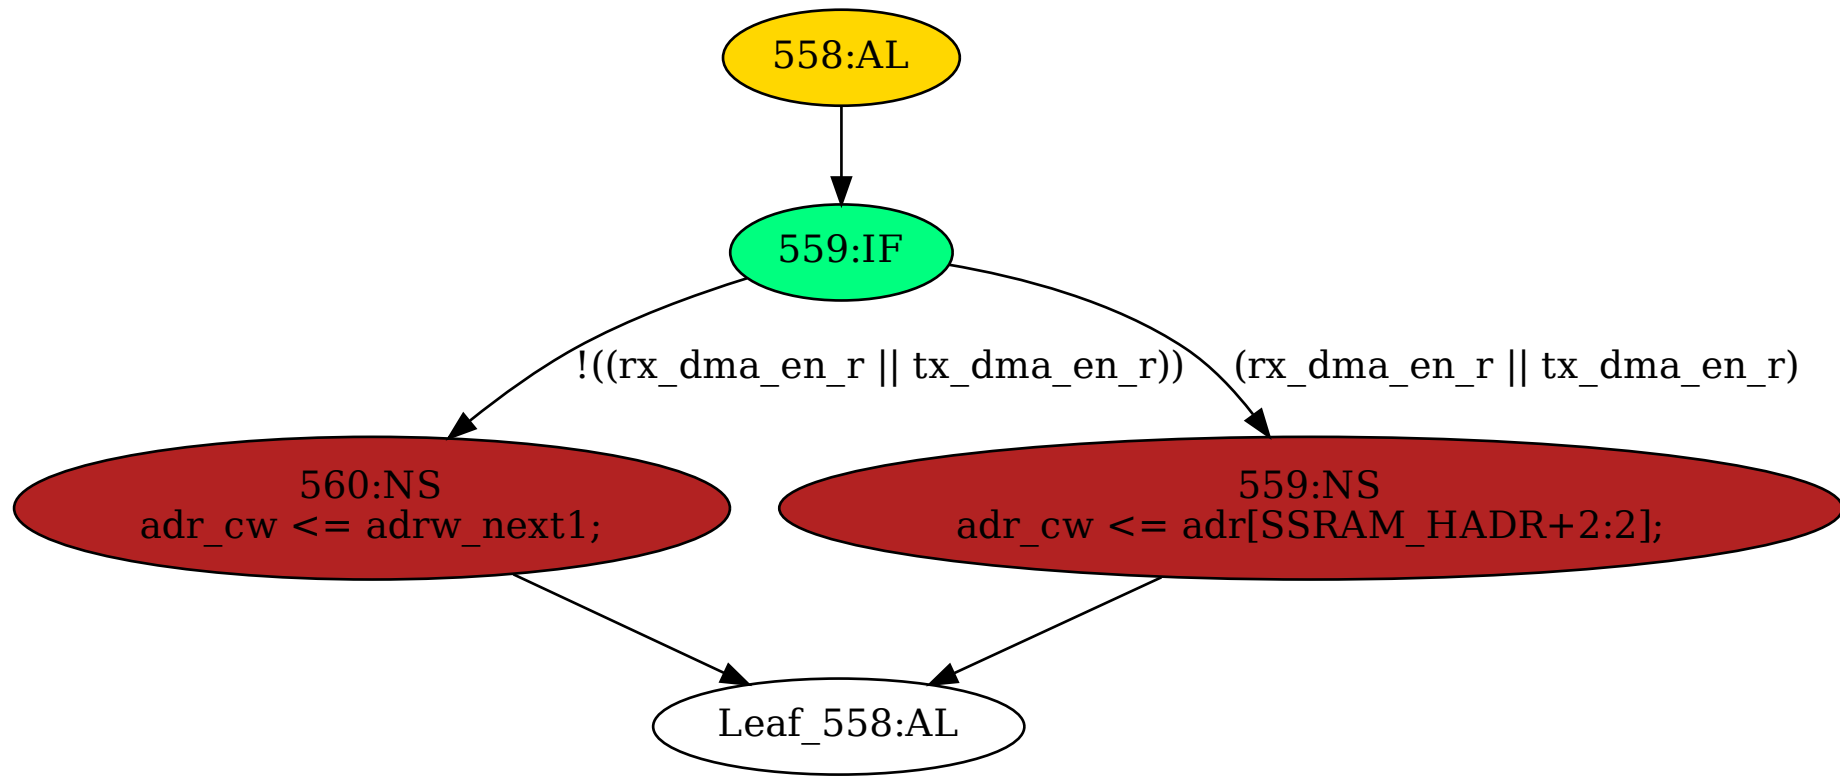 558:AL
559:IF
!((rx_dma_en_r || tx_dma_en_r))
(rx_dma_en_r || tx_dma_en_r)
560:NS
adr_cw <= adrw_next1;
559:NS
adr_cw <= adr[SSRAM_HADR+2:2];
Leaf_558:AL